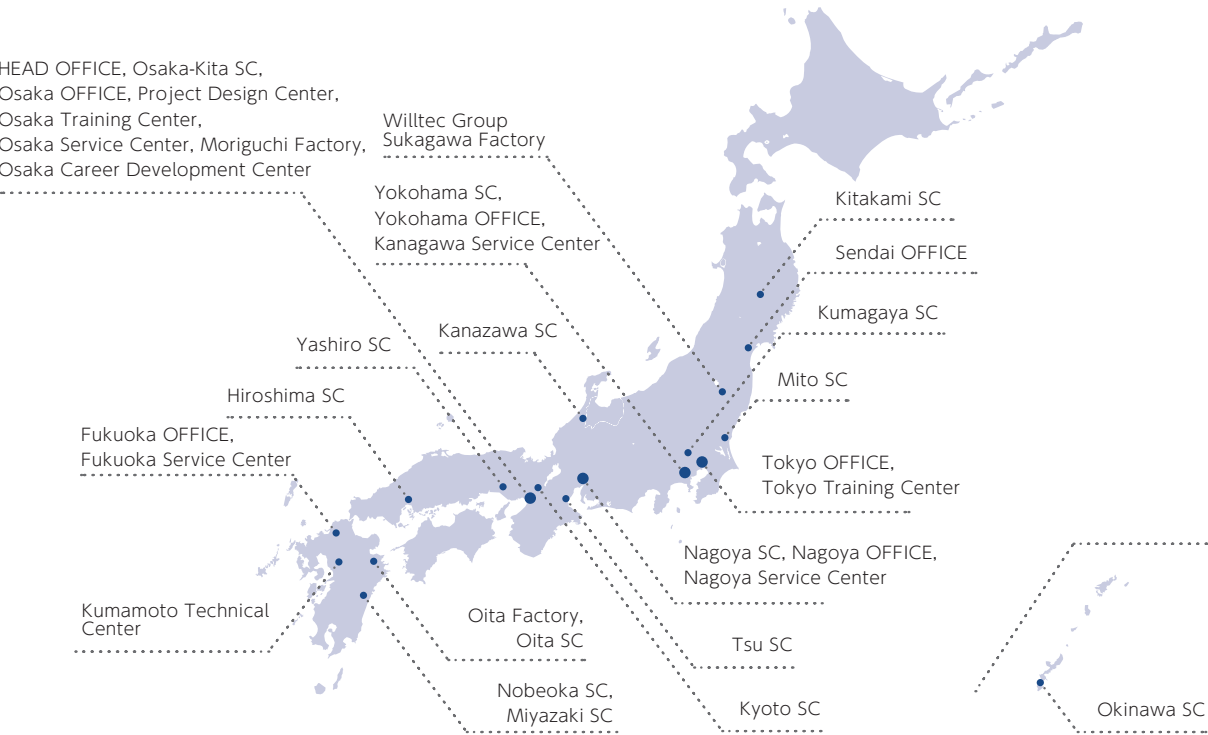 HEAD OFFICE, Osaka-Kita SC,
Osaka OFFICE, Project Design Center,
Osaka Training Center,
Osaka Service Center, Moriguchi Factory,
Osaka Career Development Center
Willtec Group
Sukagawa Factory
Yokohama SC,
Yokohama OFFICE,
Kanagawa Service Center
Kitakami SC
Sendai OFFICE
Kumagaya SC
Kanazawa SC
Yashiro SC
Mito SC
Hiroshima SC
Fukuoka OFFICE,
Fukuoka Service Center
Tokyo OFFICE,
Tokyo Training Center
Nagoya SC, Nagoya OFFICE,
Nagoya Service Center
Kumamoto Technical
Center
Oita Factory,
Oita SC
Tsu SC
Nobeoka SC,
Miyazaki SC
Kyoto SC
Okinawa SC